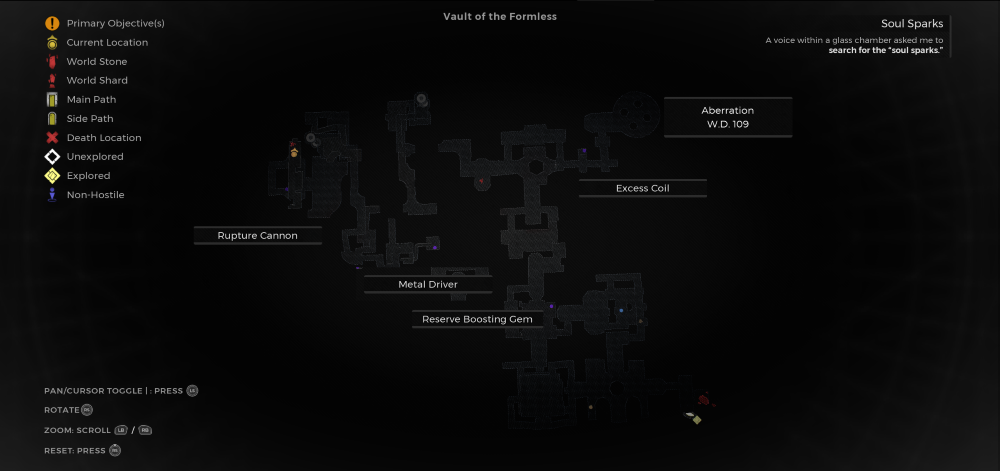 Vault of the Formless
Primary Objective(s)
Current Location
World Stone
World Shard
Main Path
Side Path
Death Location
Unexplored
Explored
Non-Hostile
Soul Sparks
A voice within a glass chamber asked me to
search for the "soul sparks."
Aberration
W.D. 109
Excess Coil
Rupture Cannon
Metal Driver
Reserve Boosting Gem
PAN/CURSOR TOGGLE | : PRESS
ROTATE
ZOOM: SCROLL LB / RB
RESET: PRESS